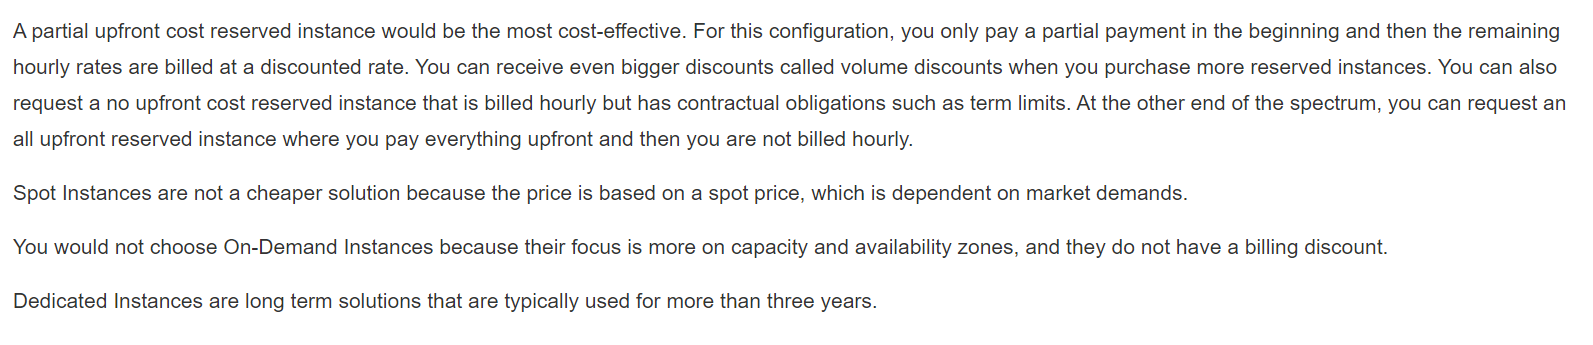 A partial upfront cost reserved instance would be the most cost-effective. For this configuration, you only pay a partial payment in the beginning and then the remaining
hourly rates are billed at a discounted rate. You can receive even bigger discounts called volume discounts when you purchase more reserved instances. You can also
request a no upfront cost reserved instance that is billed hourly but has contractual obligations such as term limits. At the other end of the spectrum, you can request an
all upfront reserved instance where you pay everything upfront and then you are not billed hourly.
Spot Instances are not a cheaper solution because the price is based on a spot price, which is dependent on market demands.
You would not choose On-Demand Instances because their focus is more on capacity and availability zones, and they do not have a billing discount.
Dedicated Instances are long term solutions that are typically used for more than three years.